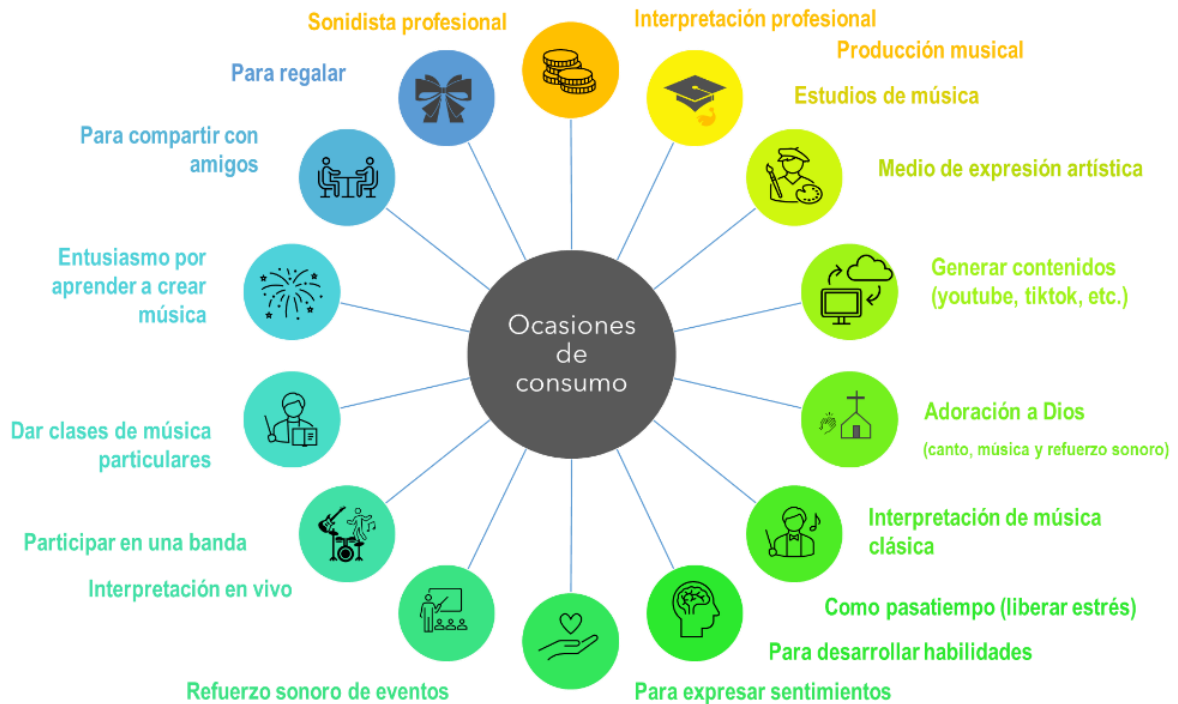 Sonidista profesional
Interpretación profesional
Producción musical
Para regalar
Estudios de música
Para compartir con
amigos
Medio de expresión artística
Entusiasmo por
aprender a crear
música
Generar contenidos
(youtube, tiktok, etc.)
Ocasiones
de
consumo
Dar clases de música
particulares
Adoración a Dios
(canto, música y refuerzo sonoro)
Participar en una banda
Interpretación de música
clásica
Interpretación en vivo
Como pasatiempo (liberar estrés)
Para desarrollar habilidades
Refuerzo sonoro de eventos
Para expresar sentimientos